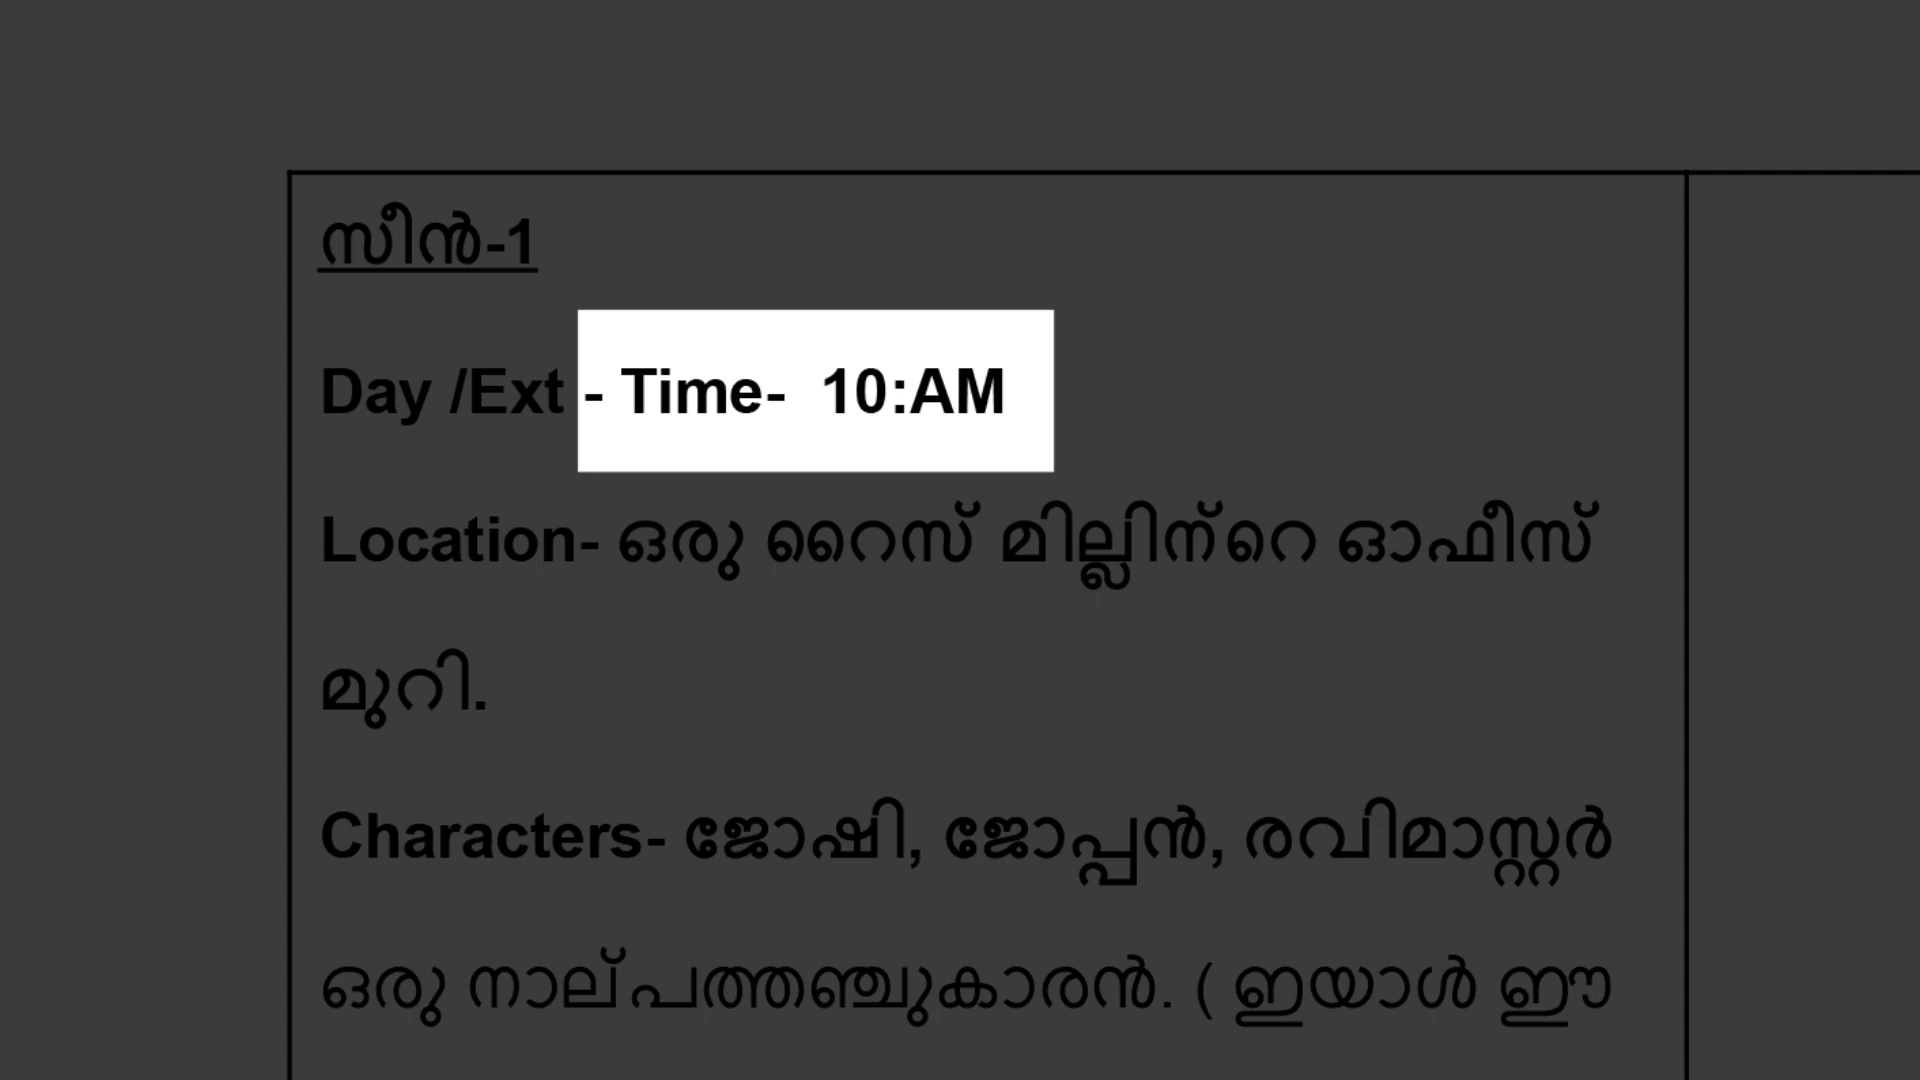 സീൻ-1
Day /Ext - Time-  10:AM
Location- ഒരു റൈസ് മില്ലിന്റെ ഓഫീസ്
മുറി.
Characters- ജോഷി, ജോപ്പൻ, രവിമാസ്റ്റർ
ഒരു നാല്പത്തഞ്ചുകാരൻ. ( ഇയാൾ ഈ